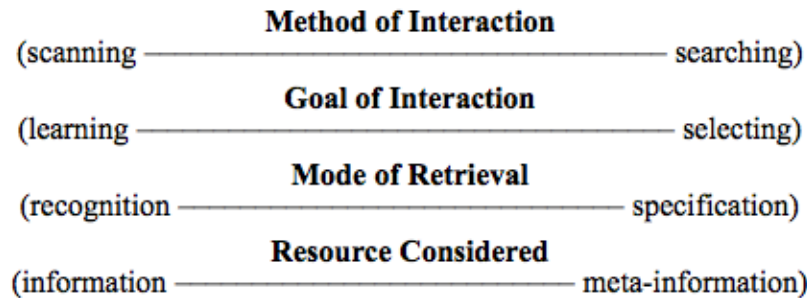 Method of Interaction
(scanning searching)
Goal of Interaction
(learning selecting)
Mode of Retrieval
(recognition specification)
Resource Considered
(information meta-information)